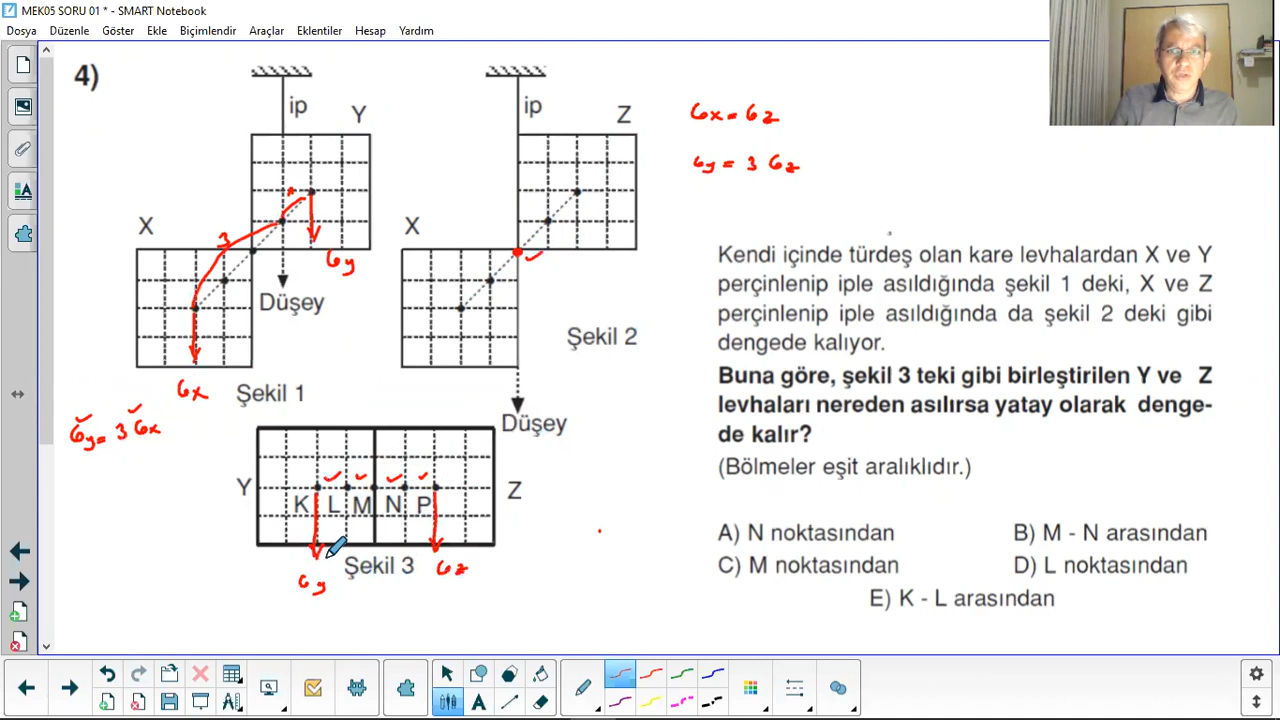 MEK05 SORU 01 * - SMART Notebook
Dosya Düzenle Göster Ekle Biçimlendiri Araçlar Eklentiler Hesap Yardım
4)
ip
Y
ip
Z
Gx = Gz
Gy = 3 Gz
X
3
Gy
Düşey
X
Şekil 2
Gx
Şekil 1
Düşey
Gy = 3 Gx
Y
K L M N P
Z
Şekil 3
Gy
Gz
Kendi içinde türdeş olan kare levhalardan X ve Y
perçinlenip iple asıldığında şekil 1 deki, X ve Z
perçinlenip iple asıldığında da şekil 2 deki gibi
dengede kalıyor.
Buna göre, şekil 3 teki gibi birleştirilen Y ve Z
levhaları nereden asılırsa yatay olarak denge-
de kalır?
(Bölmeler eşit aralıklıdır.)
A) N noktasından
B) M - N arasından
C) M noktasından
D) L noktasından
E) K - L arasından